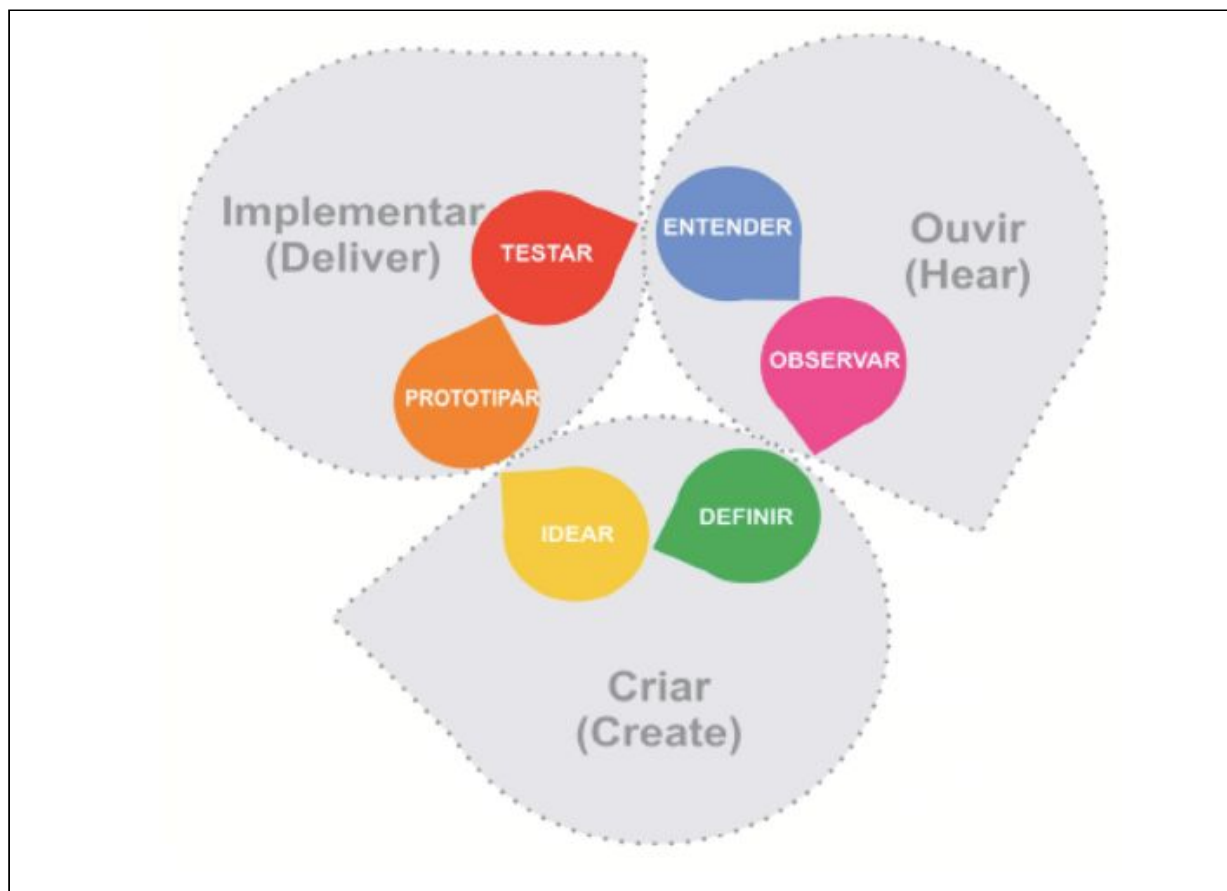 Implementar
(Deliver)
TESTAR
PROTOTIPAR
ENTENDER
OBSERVAR
Ouvir
(Hear)
IDEAR
DEFINIR
Criar
(Create)